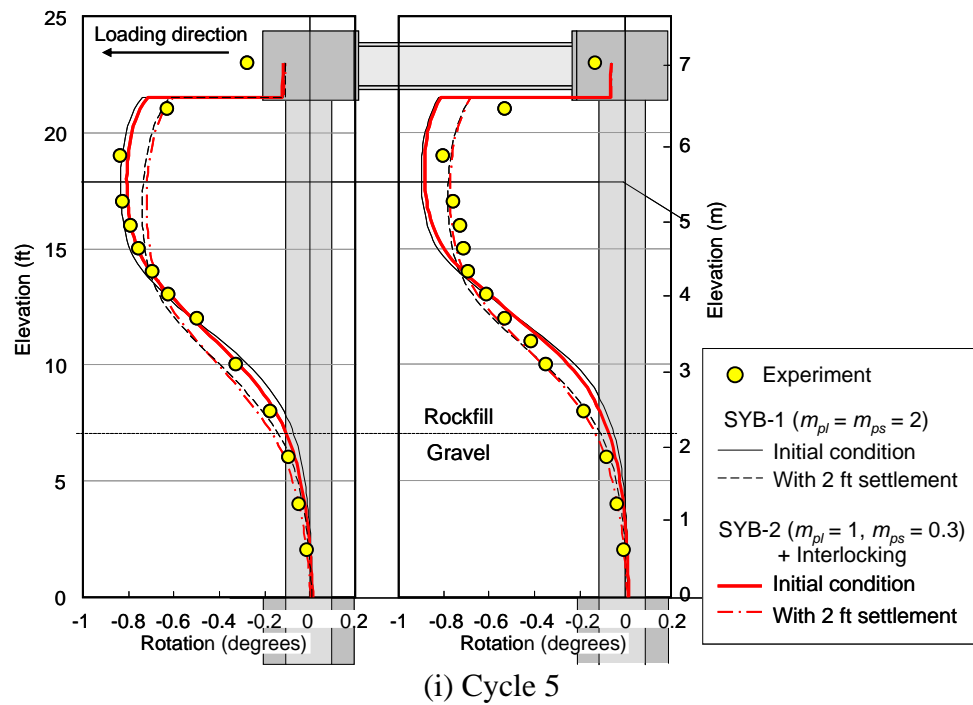 25
20
15
10
5
0
Elevation (ft)
Loading direction
Rockfill
Gravel
7
6
5
4
3
2
1
0
Elevation (m)
-1 -0.8 -0.6 -0.4 -0.2 0 0.2
Rotation (degrees)
-1 -0.8 -0.6 -0.4 -0.2 0 0.2
Rotation (degrees)
Experiment
SYB-1 (mpl = mps = 2)
Initial condition
With 2 ft settlement
SYB-2 (mpl = 1, mps = 0.3)
+ Interlocking
Initial condition
With 2 ft settlement
(i) Cycle 5